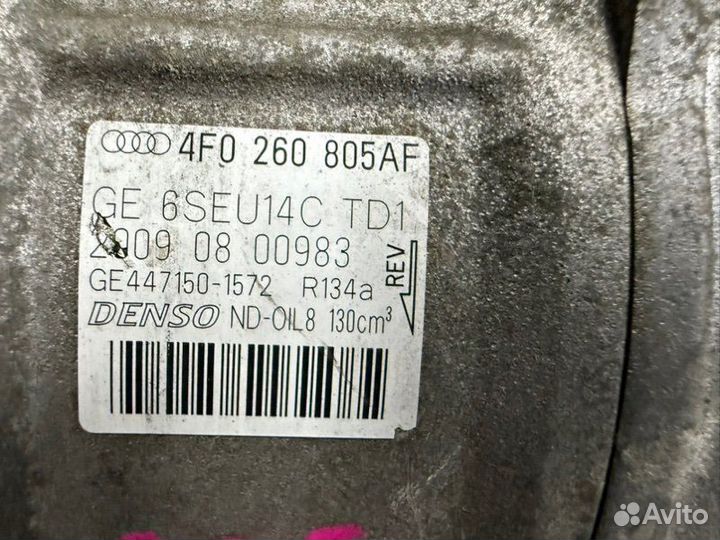 4F0 260 805AF
GE 6SEU14C TD1
2009 08 00983
GE447150-1572 R134a
REV
DENSO ND-OIL8 130cm³
Avito